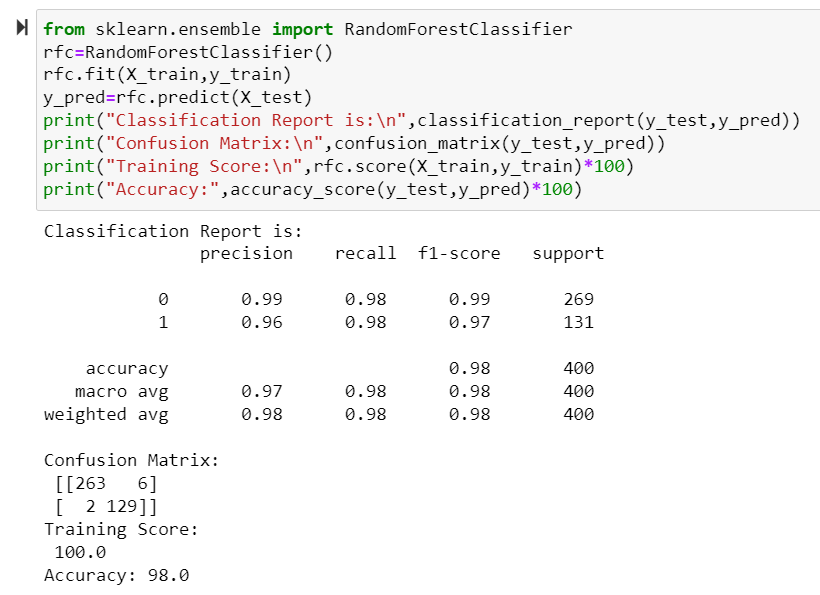 from sklearn.ensemble import RandomForestClassifier
rfc=RandomForestClassifier()
rfc.fit(X_train,y_train)
y_pred=rfc.predict(X_test)
print("Classification Report is:\n",classification_report(y_test,y_pred))
print("Confusion Matrix:\n",confusion_matrix(y_test,y_pred))
print("Training Score:\n",rfc.score(X_train,y_train)*100)
print("Accuracy:",accuracy_score(y_test,y_pred)*100)
Classification Report is:
               precision    recall  f1-score   support

           0       0.99      0.98      0.99       269
           1       0.96      0.98      0.97       131

    accuracy                           0.98       400
   macro avg       0.97      0.98      0.98       400
weighted avg       0.98      0.98      0.98       400

Confusion Matrix:
 [[263   6]
 [  2 129]]
Training Score:
 100.0
Accuracy: 98.0